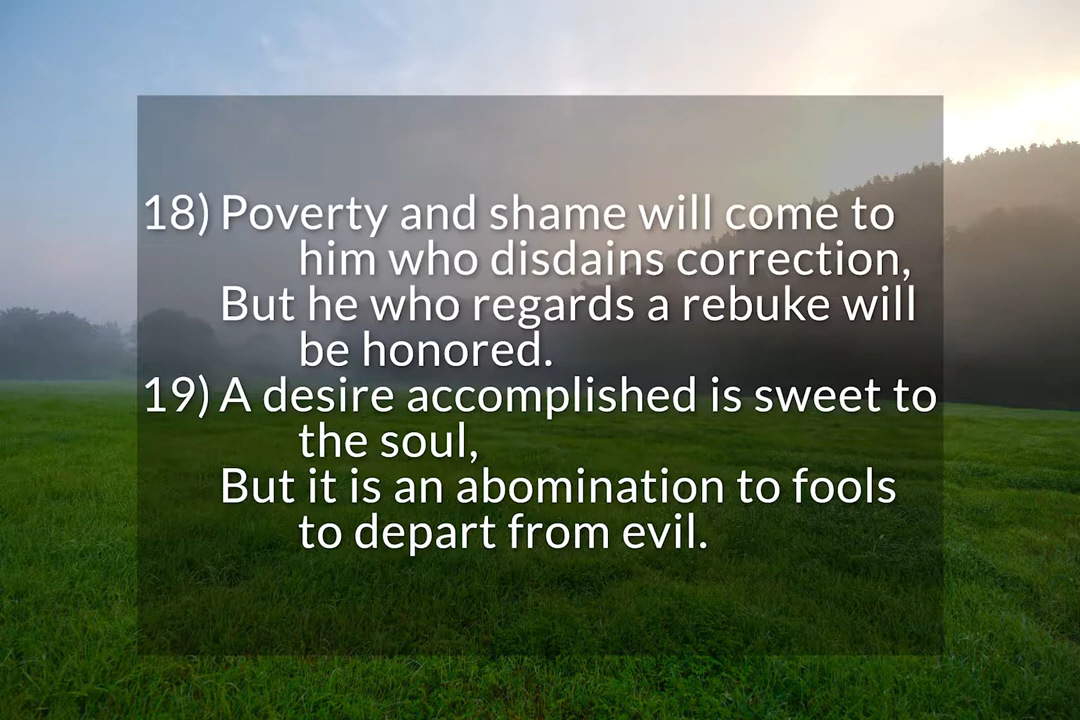 18) Poverty and shame will come to
him who disdains correction,
But he who regards a rebuke will
be honored.
19) A desire accomplished is sweet to
the soul,
But it is an abomination to fools
to depart from evil.